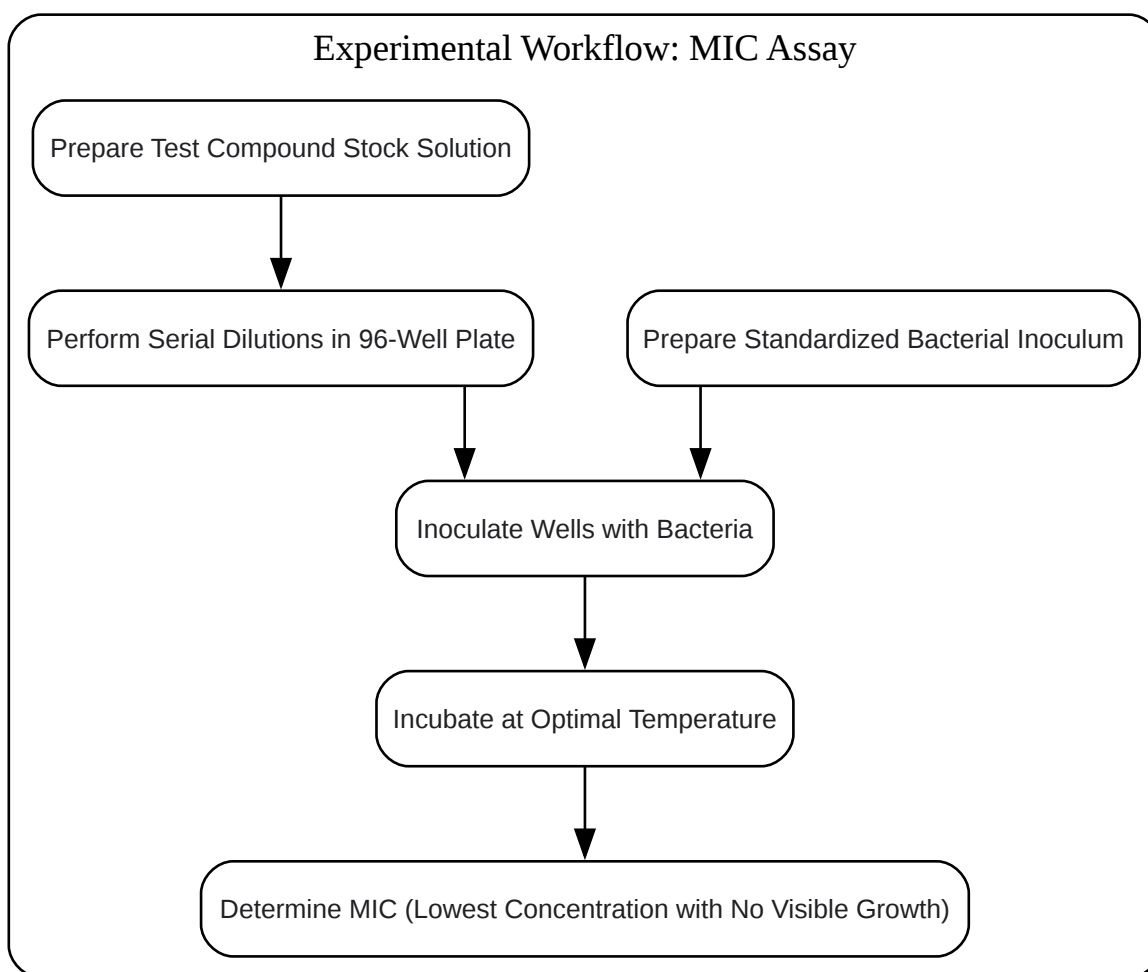 Experimental Workflow: MIC Assay
Prepare Test Compound Stock Solution
Perform Serial Dilutions in 96-Well Plate
Prepare Standardized Bacterial Inoculum
Inoculate Wells with Bacteria
Incubate at Optimal Temperature
Determine MIC (Lowest Concentration with No Visible Growth)